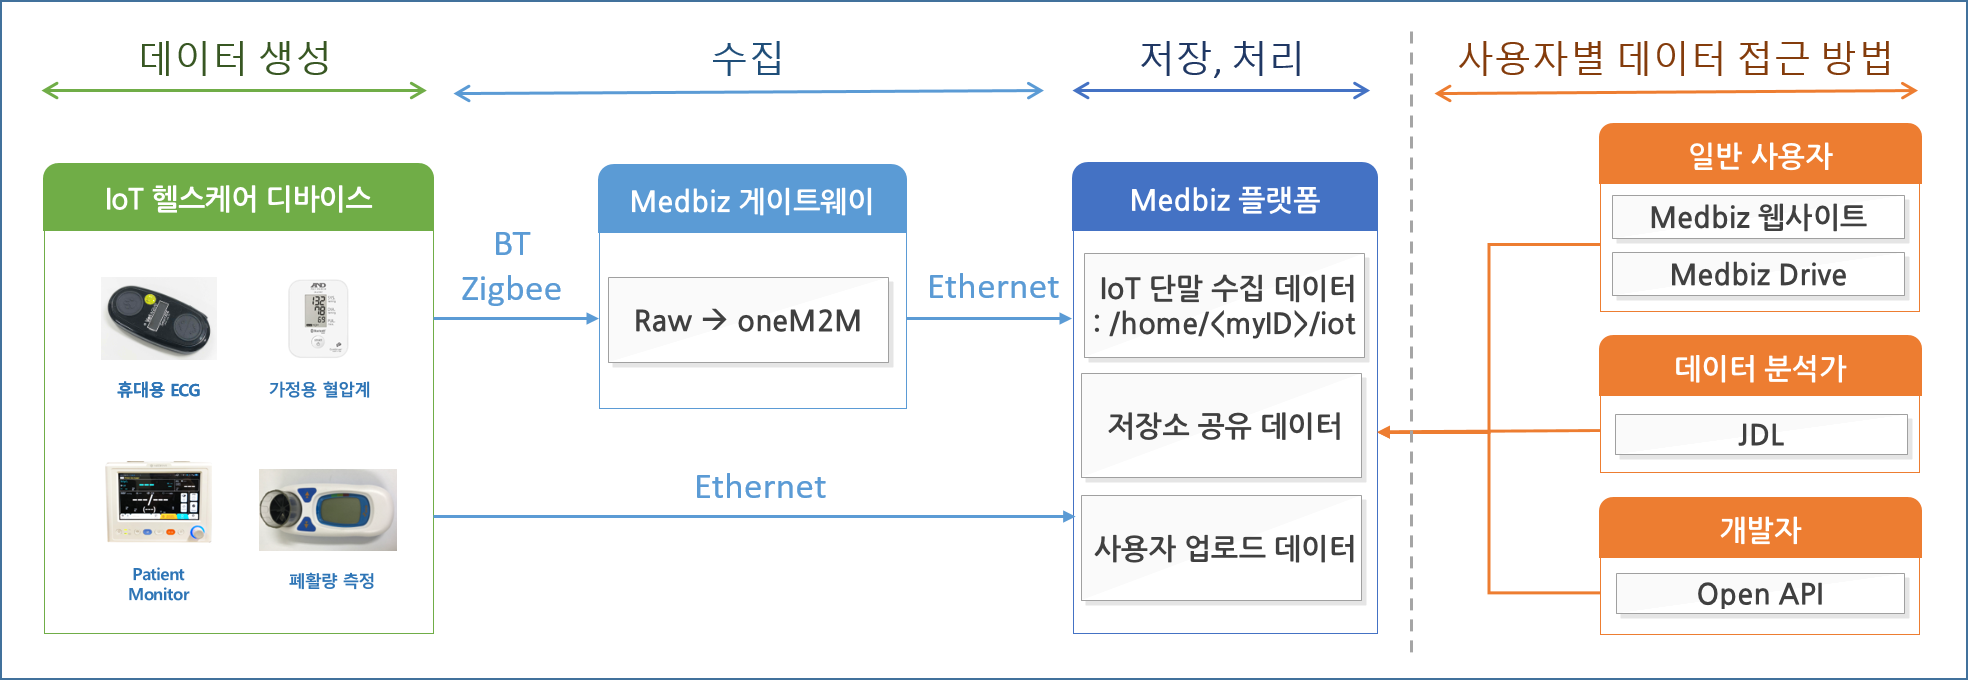 데이터 생성
수집
저장, 처리
사용자별 데이터 접근 방법
IoT 헬스케어 디바이스
휴대용 ECG
AND
132
78
69
가정용 혈압계
Patient
Monitor
폐활량 측정
BT
Zigbee
Medbiz 게이트웨이
Raw → oneM2M
Ethernet
Ethernet
Medbiz 플랫폼
IoT 단말 수집 데이터
: /home/<myID>/iot
저장소 공유 데이터
사용자 업로드 데이터
일반 사용자
Medbiz 웹사이트
Medbiz Drive
데이터 분석가
JDL
개발자
Open API